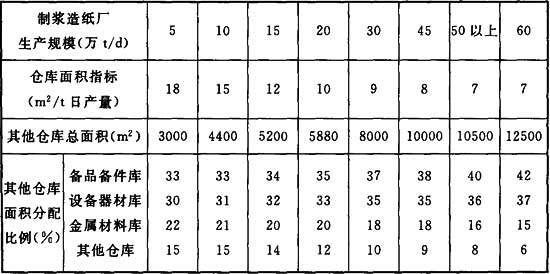 制浆造纸厂
生产规模(万 t/d) 5 10 15 20 30 45 50 以上 60
仓库面积指标
(m²/t 日产量) 18 15 12 10 9 8 7 7
其他仓库总面积(m²) 3000 4400 5200 5880 8000 10000 10500 12500
其他仓库
面积分配
比例(%)
备品备件库 33 33 34 35 37 38 40 42
设备器材库 30 31 32 33 35 35 36 37
金属材料库 22 21 20 20 18 18 16 15
其他仓库 15 15 14 12 10 9 8 6